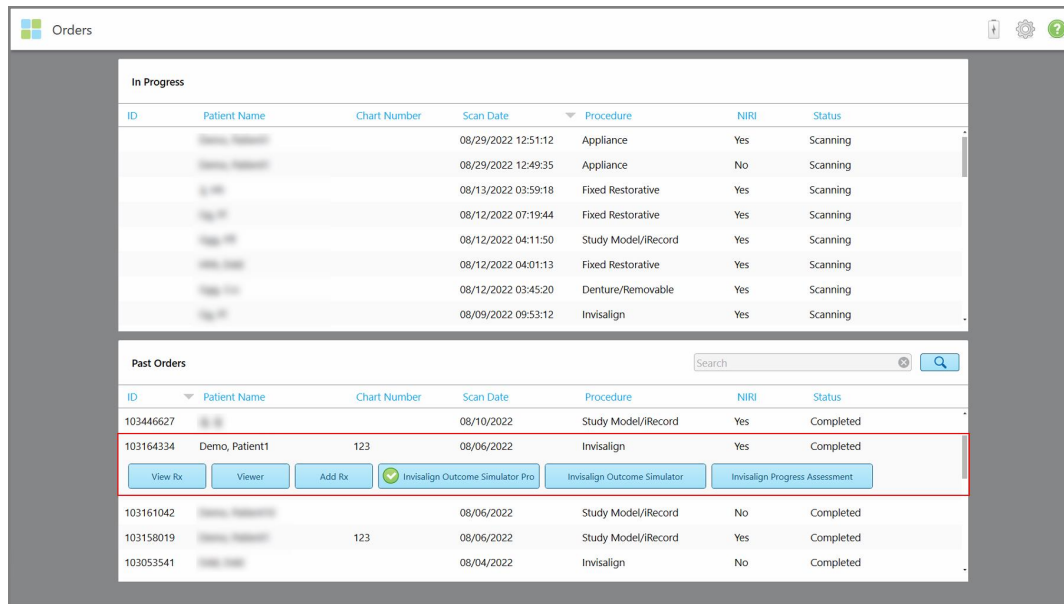 Orders
In Progress
ID Patient Name Chart Number Scan Date Procedure NIRI Status
08/29/2022 12:51:12 Appliance Yes Scanning
08/29/2022 12:49:35 Appliance No Scanning
08/13/2022 03:59:18 Fixed Restorative Yes Scanning
08/12/2022 07:19:44 Fixed Restorative Yes Scanning
08/12/2022 04:11:50 Study Model/iRecord Yes Scanning
08/12/2022 04:01:13 Fixed Restorative Yes Scanning
08/12/2022 03:45:20 Denture/Removable Yes Scanning
08/09/2022 09:53:12 Invisalign Yes Scanning
Past Orders Search
ID Patient Name Chart Number Scan Date Procedure NIRI Status
103446627 08/10/2022 Study Model/iRecord Yes Completed
103164334 Demo, Patient1 123 08/06/2022 Invisalign Yes Completed
View Rx Viewer Add Rx Invisalign Outcome Simulator Pro Invisalign Outcome Simulator Invisalign Progress Assessment
103161042 08/06/2022 Study Model/iRecord No Completed
103158019 123 08/06/2022 Study Model/iRecord Yes Completed
103053541 08/04/2022 Invisalign No Completed